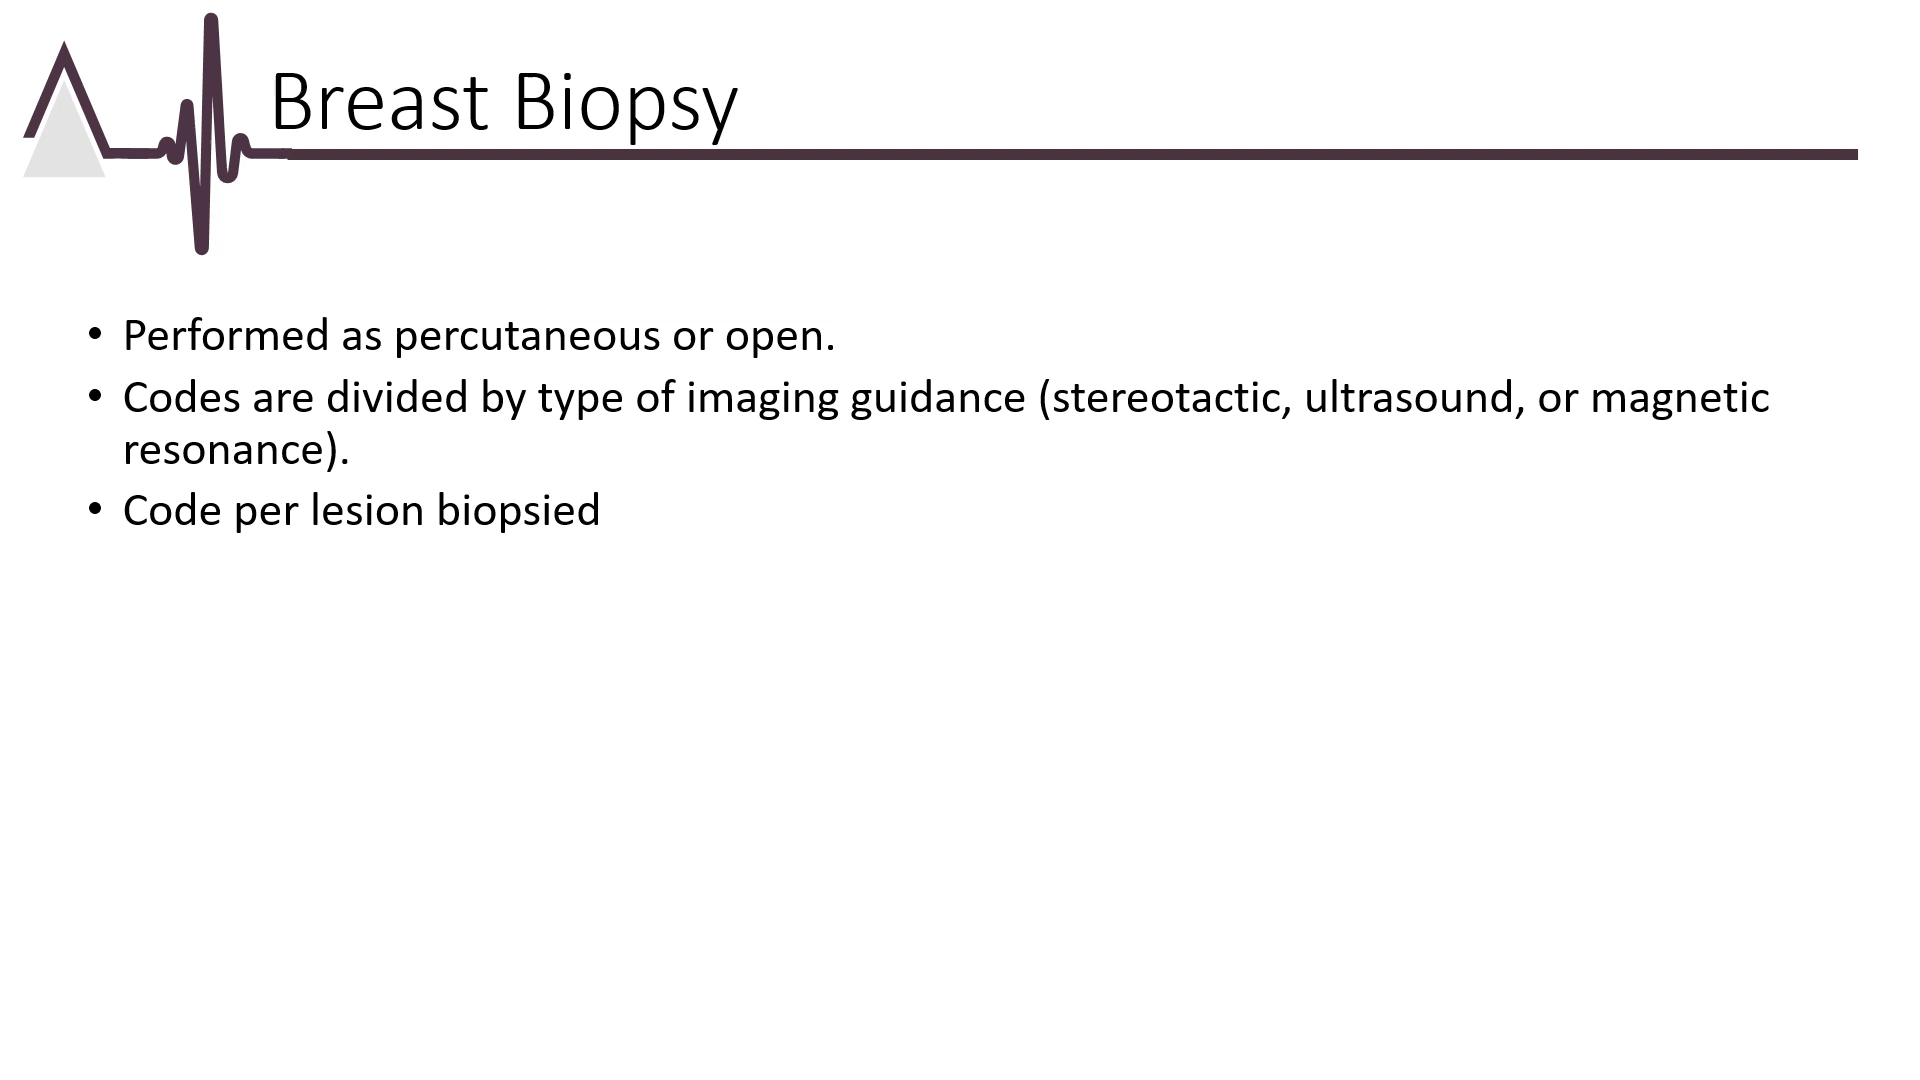 Breast Biopsy
• Performed as percutaneous or open.
• Codes are divided by type of imaging guidance (stereotactic, ultrasound, or magnetic
resonance).
• Code per lesion biopsied